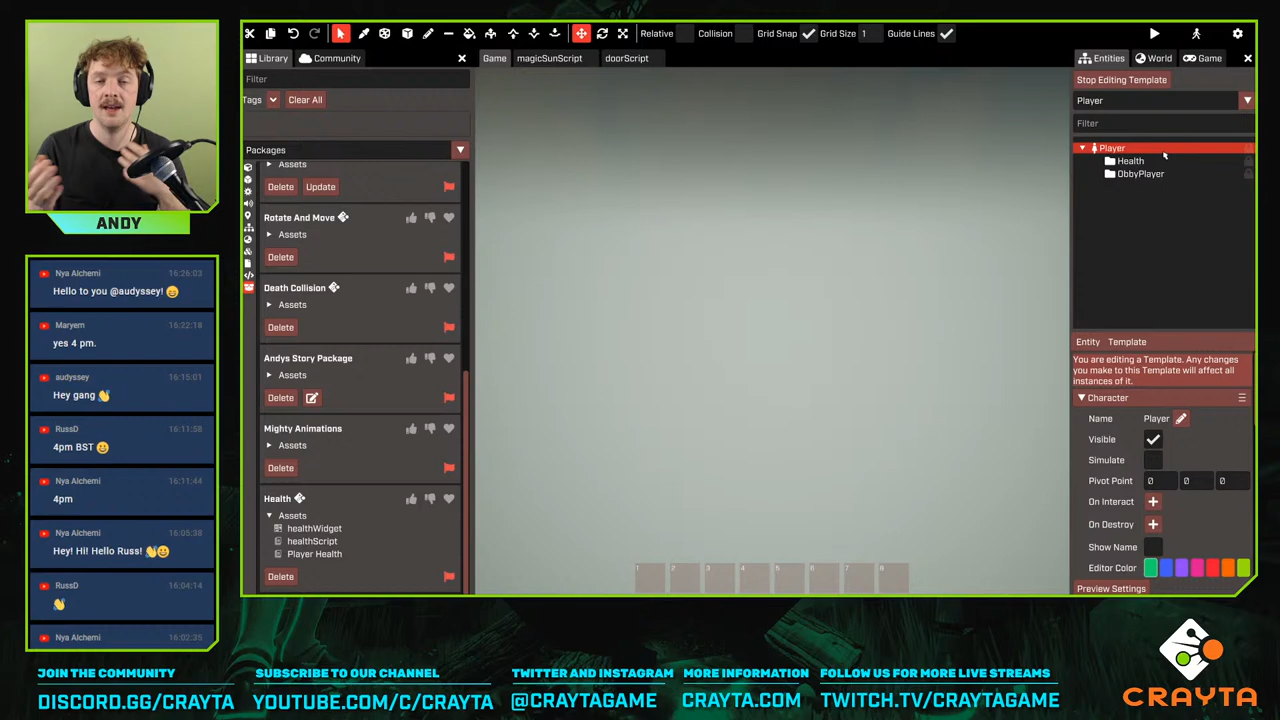 Relative
Collision
Grid Snap
Grid Size
1
Guide Lines
Library
Community
Game
magicSunScript
doorScript
Entities
World
Game
Filter
Tags
Clear All
Packages
Assets
Delete
Update
Rotate And Move
Assets
Delete
Death Collision
Assets
Delete
Andys Story Package
Assets
Delete
Mighty Animations
Assets
Delete
Health
Assets
healthWidget
healthScript
Player Health
Delete
1
2
3
4
5
6
7
8
Stop Editing Template
Player
Filter
Player
Health
ObbyPlayer
Entity
Template
You are editing a Template. Any changes
you make to this Template will affect all
instances of it.
Character
Name
Player
Visible
Simulate
Pivot Point
0
0
0
On Interact
On Destroy
Show Name
Editor Color
Preview Settings
ANDY
Nya Alchemi
16:26:03
Hello to you @audyssey!
Maryem
16:22:18
yes 4 pm.
audyssey
16:15:01
Hey gang
RussD
16:11:58
4pm BST
Nya Alchemi
16:11:44
4pm
Nya Alchemi
16:05:38
Hey! Hi! Hello Russ!
RussD
16:04:14
Nya Alchemi
16:02:35
JOIN THE COMMUNITY
DISCORD.GG/CRAYTA
SUBSCRIBE TO OUR CHANNEL
YOUTUBE.COM/C/CRAYTA
TWITTER AND INSTAGRAM
@CRAYTAGAME
MORE INFORMATION
CRAYTA.COM
FOLLOW US FOR MORE LIVE STREAMS
TWITCH.TV/CRAYTAGAME
CRAYTA